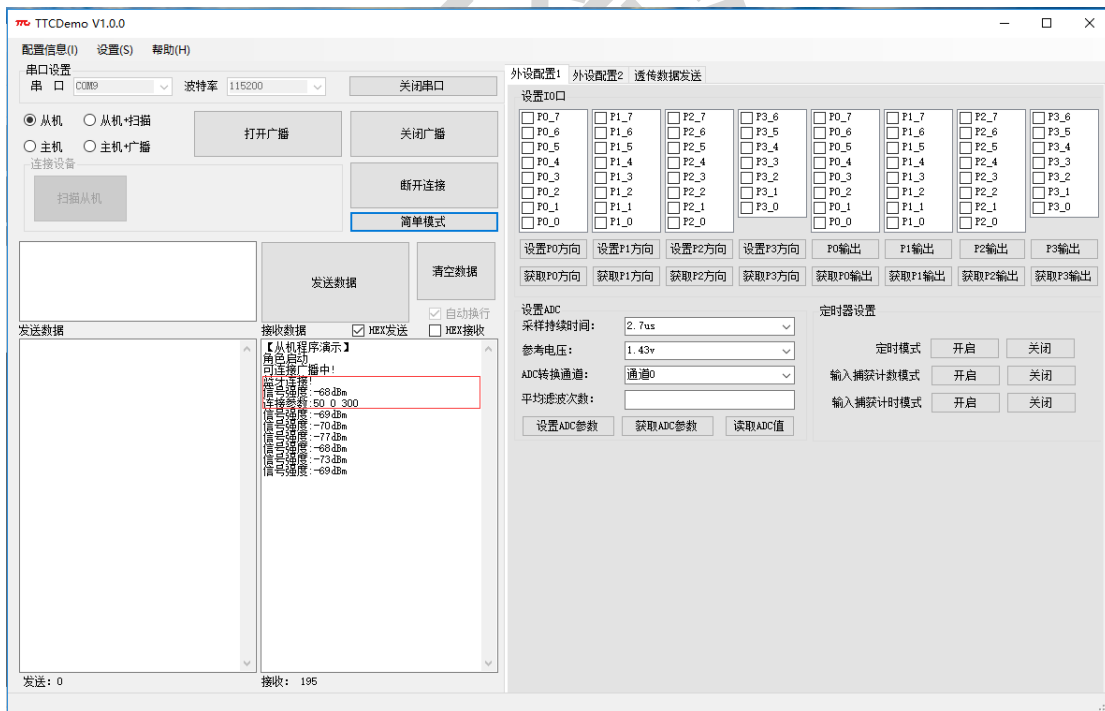 TTCDemo V1.0.0
配置信息(I) 设置(S) 帮助(H)
串口设置
串 口 COM9 波特率 115200 关闭串口
从机 从机+扫描
主机 主机+广播
打开广播 关闭广播
连接设备
扫描从机
断开连接
简单模式
发送数据
清空数据
自动换行
发送数据
接收数据 HEX发送 HEX接收
【从机程序演示】
角色启动
可连接广播中!
蓝牙连接!
信号强度:-68dBm
连接参数:50 0 300
信号强度:-69dBm
信号强度:-70dBm
信号强度:-77dBm
信号强度:-68dBm
信号强度:-73dBm
信号强度:-69dBm
发送: 0
接收: 195
外设配置1 外设配置2 透传数据发送
设置IO口
P0_7 P1_7 P2_7 P3_6 P0_7 P1_7 P2_7 P3_6
P0_6 P1_6 P2_6 P3_5 P0_6 P1_6 P2_6 P3_5
P0_5 P1_5 P2_5 P3_4 P0_5 P1_5 P2_5 P3_4
P0_4 P1_4 P2_4 P3_3 P0_4 P1_4 P2_4 P3_3
P0_3 P1_3 P2_3 P3_2 P0_3 P1_3 P2_3 P3_2
P0_2 P1_2 P2_2 P3_1 P0_2 P1_2 P2_2 P3_1
P0_1 P1_1 P2_1 P3_0 P0_1 P1_1 P2_1 P3_0
P0_0 P1_0 P2_0 P0_0 P1_0 P2_0
设置P0方向 设置P1方向 设置P2方向 设置P3方向 P0输出 P1输出 P2输出 P3输出
获取P0方向 获取P1方向 获取P2方向 获取P3方向 获取P0输出 获取P1输出 获取P2输出 获取P3输出
设置ADC
采样持续时间: 2.7us
参考电压: 1.43v
ADC转换通道: 通道0
平均滤波次数:
设置ADC参数 获取ADC参数 读取ADC值
定时器设置
定时模式 开启 关闭
输入捕获计数模式 开启 关闭
输入捕获计时模式 开启 关闭